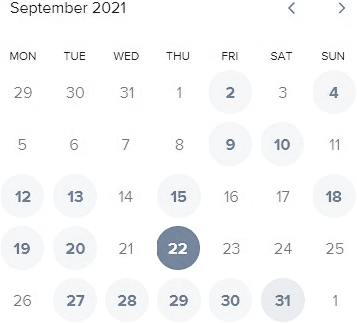 September 2021
MON TUE WED THU FRI SAT SUN
29 30 31 1 2 3 4
5 6 7 8 9 10 11
12 13 14 15 16 17 18
19 20 21 22 23 24 25
26 27 28 29 30 31 1